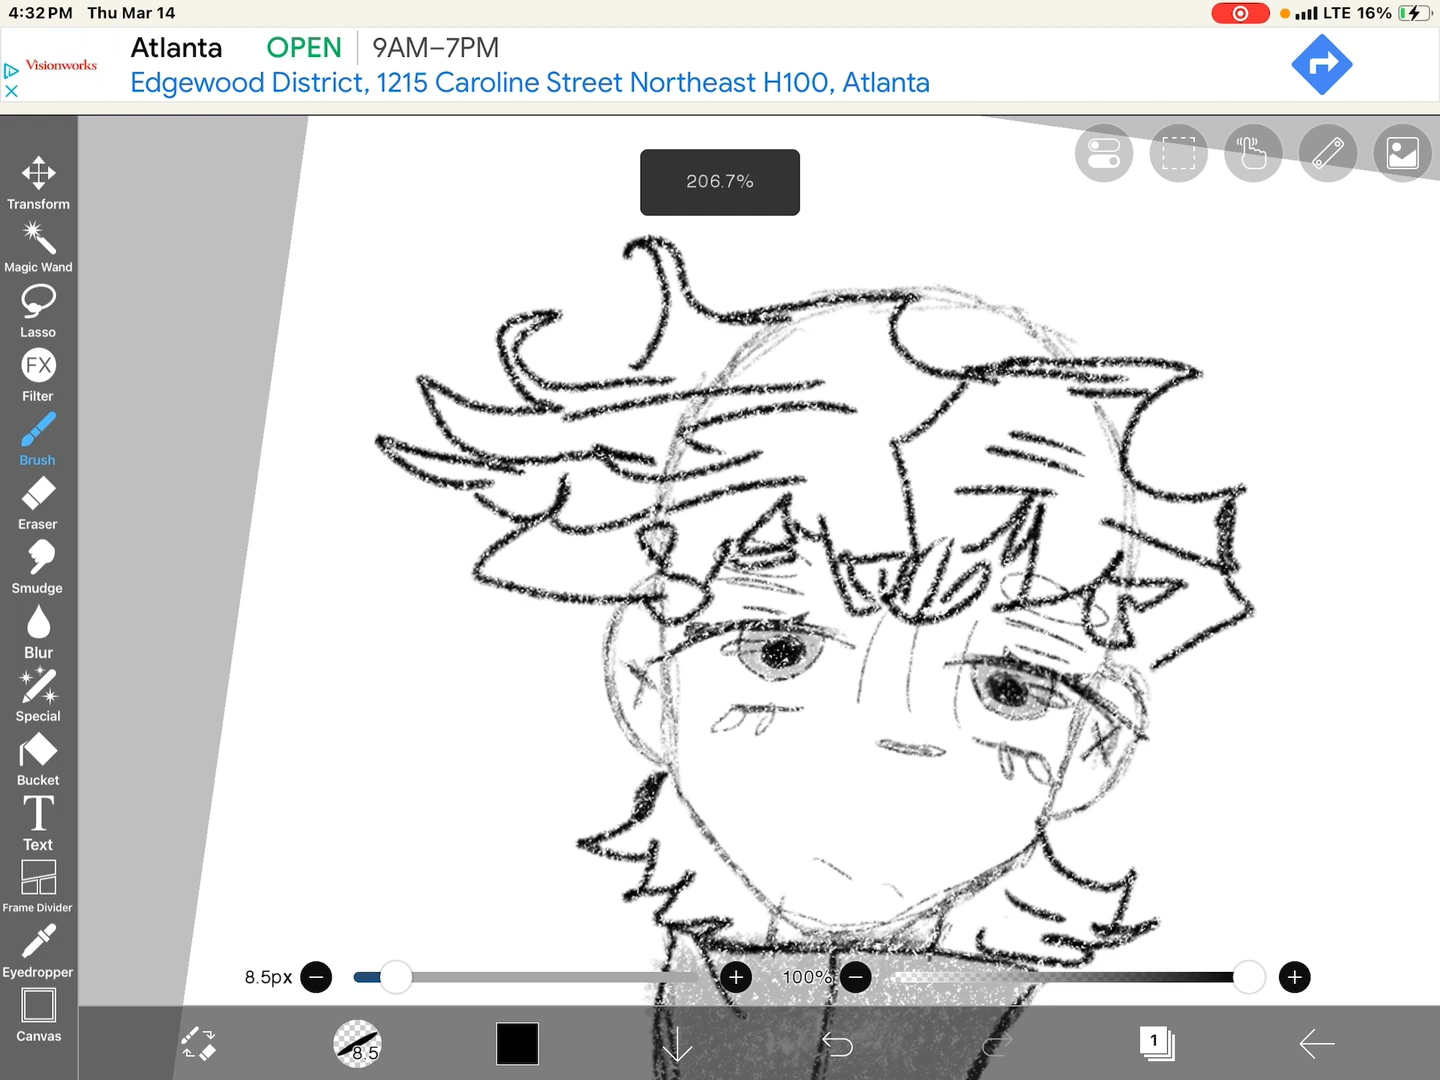 4:32 PM Thu Mar 14
LTE 16%
Visionworks
Atlanta OPEN 9AM–7PM
Edgewood District, 1215 Caroline Street Northeast H100, Atlanta
206.7%
Transform
Magic Wand
Lasso
FX
Filter
Brush
Eraser
Smudge
Blur
Special
Bucket
T
Text
Frame Divider
Eyedropper
Canvas
8.5px
100%
8.5
1